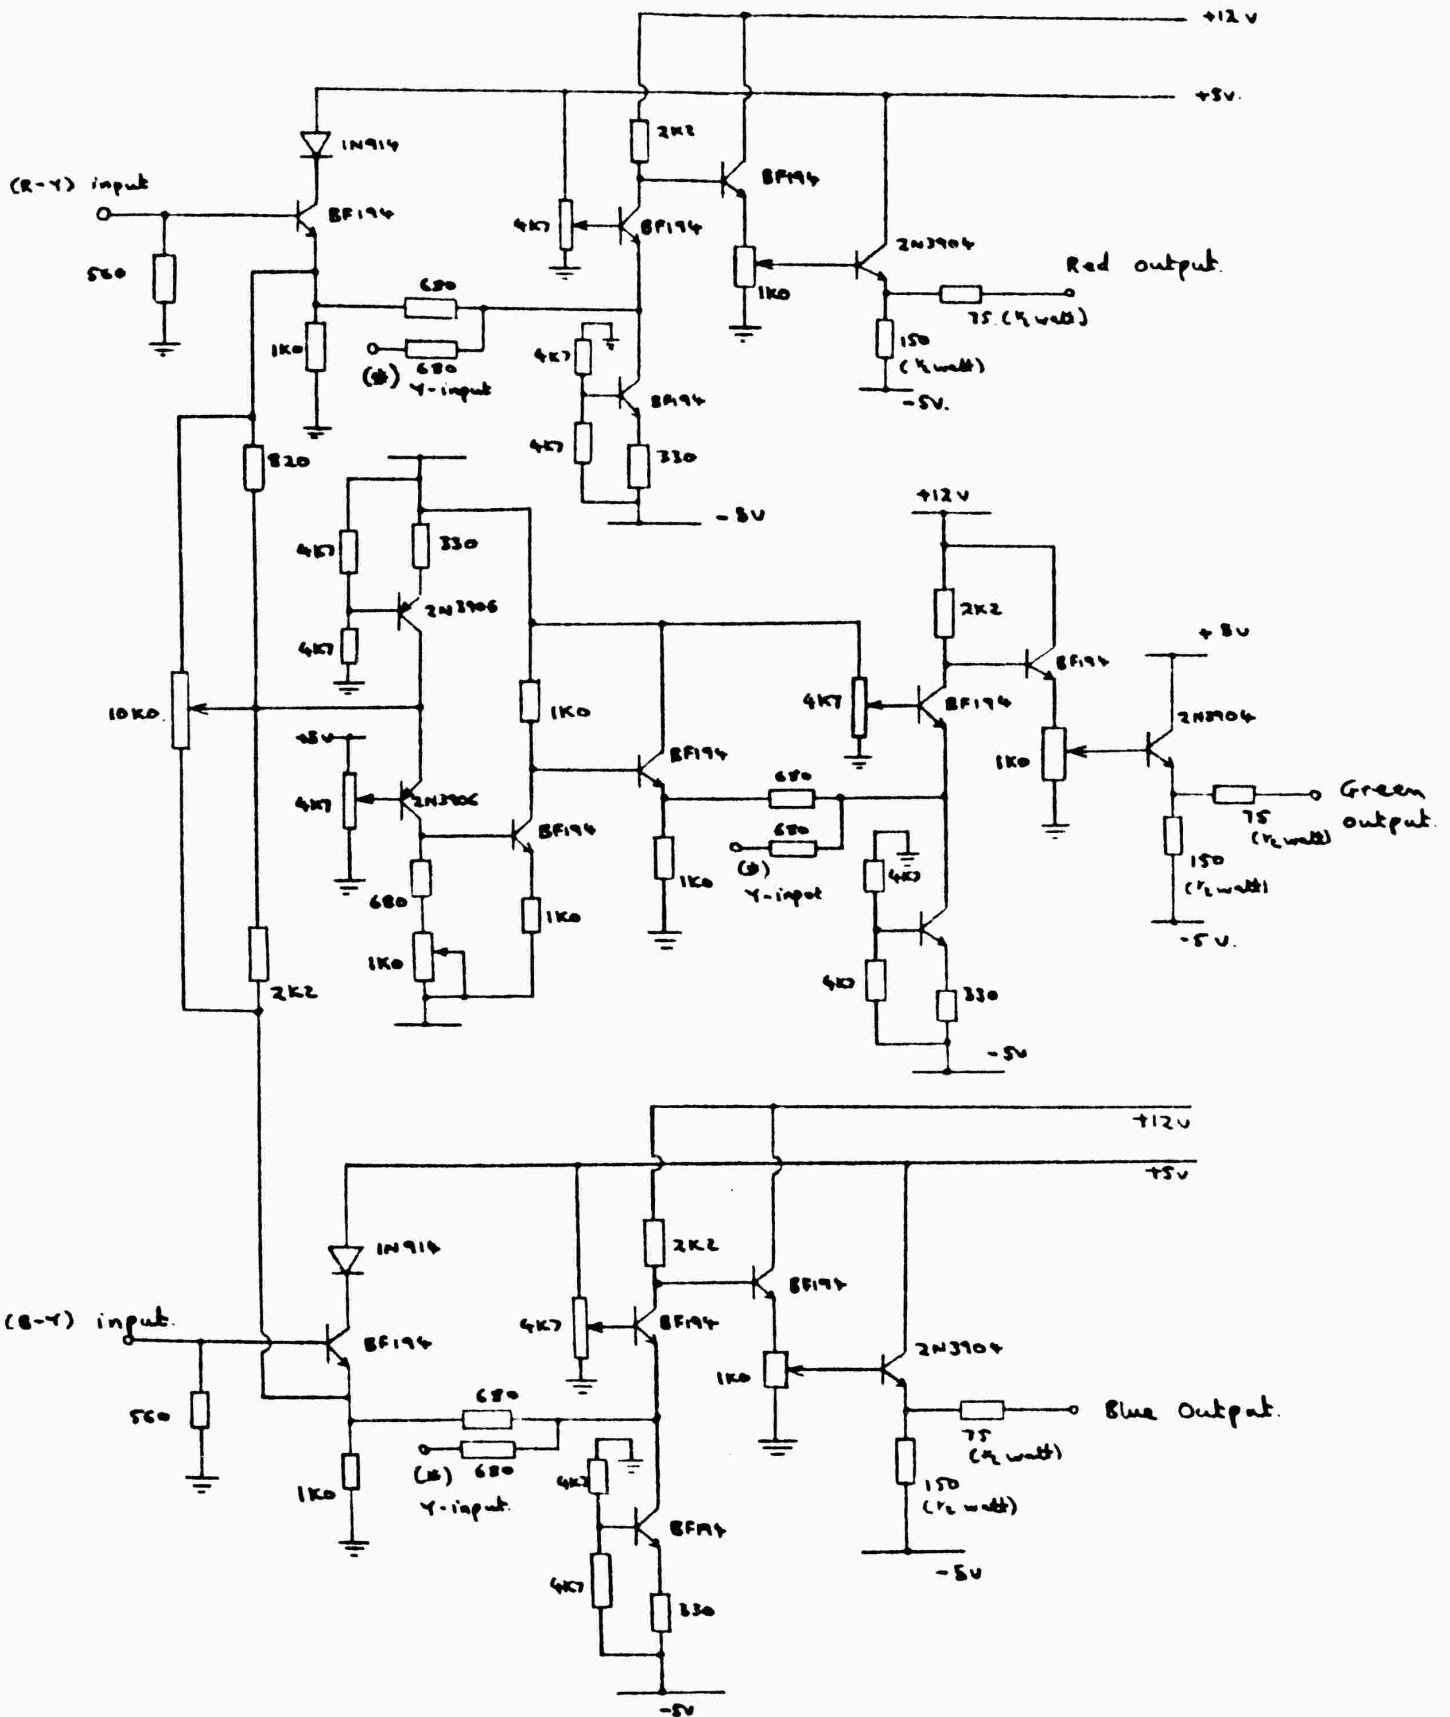 +12v
+5v.
2K2
1N914
(R-Y) input
BF194
BF194
4K7
BF194
560
2N3904
Red output.
680
1K0
75. (½ watt)
1K0
4K7
150
(½ watt)
(*)
680
Y-input
BF194
-5v.
4K7
330
820
-5v
+12v
4K7
330
2N3906
2K2
4K7
+5v
BF194
10K0.
1K0
4K7
BF194
2N3904
+5v
BF194
1K0
4K7
2N3906
680
Green
output.
BF194
680
75
(½ watt)
(*)
Y-input
1K0
4K7
150
(½ watt)
680
1K0
1K0
-5v.
4K7
330
2K2
-5v
+12v
+5v
1N914
2K2
BF194
(B-Y) input.
BF194
4K7
BF194
2N3904
1K0
680
560
Blue Output.
75
(½ watt)
(*)
680
Y-input.
1K0
4K7
150
(½ watt)
BF194
4K7
-5v
330
-5v